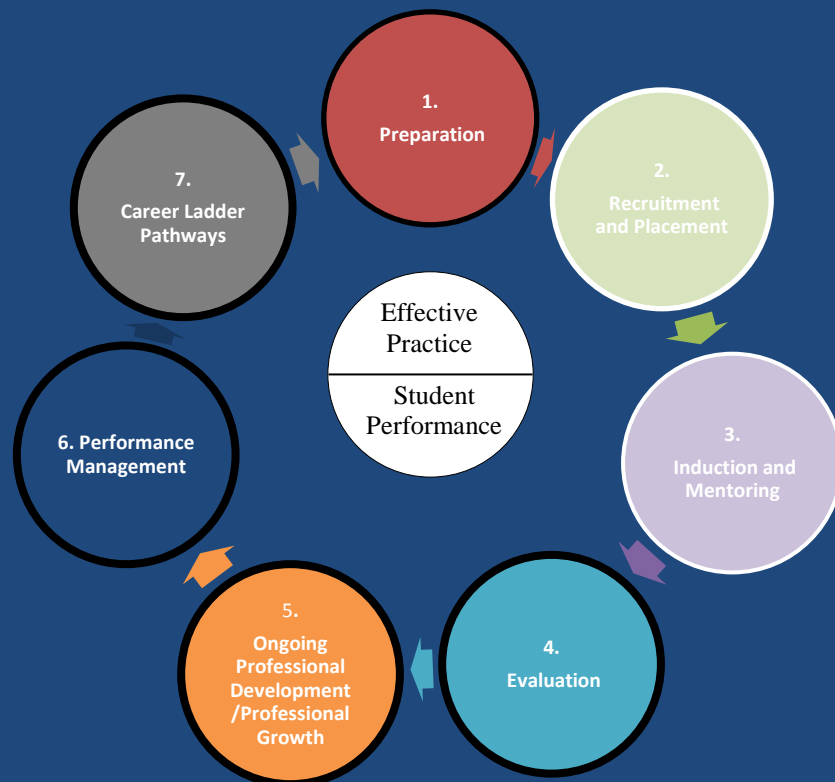 1.
Preparation
2.
Recruitment
and Placement
3.
Induction and
Mentoring
4.
Evaluation
5.
Ongoing
Professional
Development
/Professional
Growth
6. Performance
Management
7.
Career Ladder
Pathways
Effective
Practice
Student
Performance